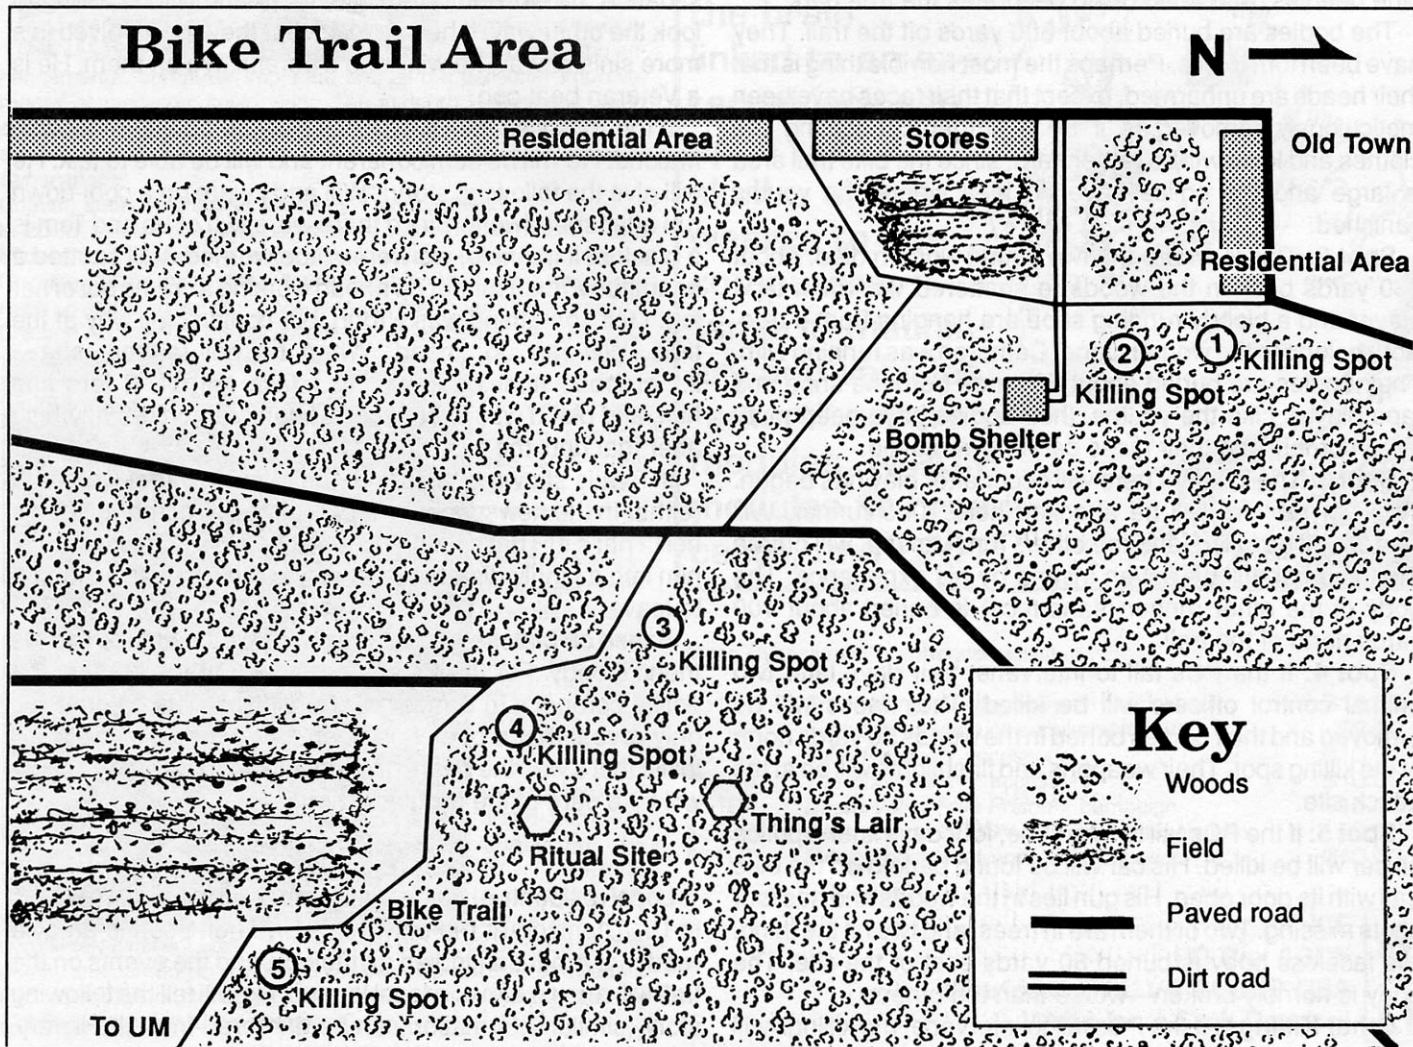 Bike Trail Area
N
Residential Area
Stores
Old Town
Residential Area
1
Killing Spot
2
Killing Spot
Bomb Shelter
3
Killing Spot
4
Killing Spot
Thing's Lair
Ritual Site
Bike Trail
5
Killing Spot
To UM
Key
Woods
Field
Paved road
Dirt road